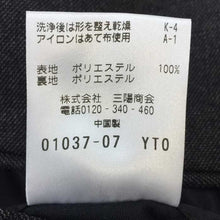 洗浄後は形を整え乾燥 K-4
アイロンはあて布使用 A-1
表地 ポリエステル 100%
裏地 ポリエステル
株式会社 三陽商会
電話0120-340-460
中国製
01037-07 YTO